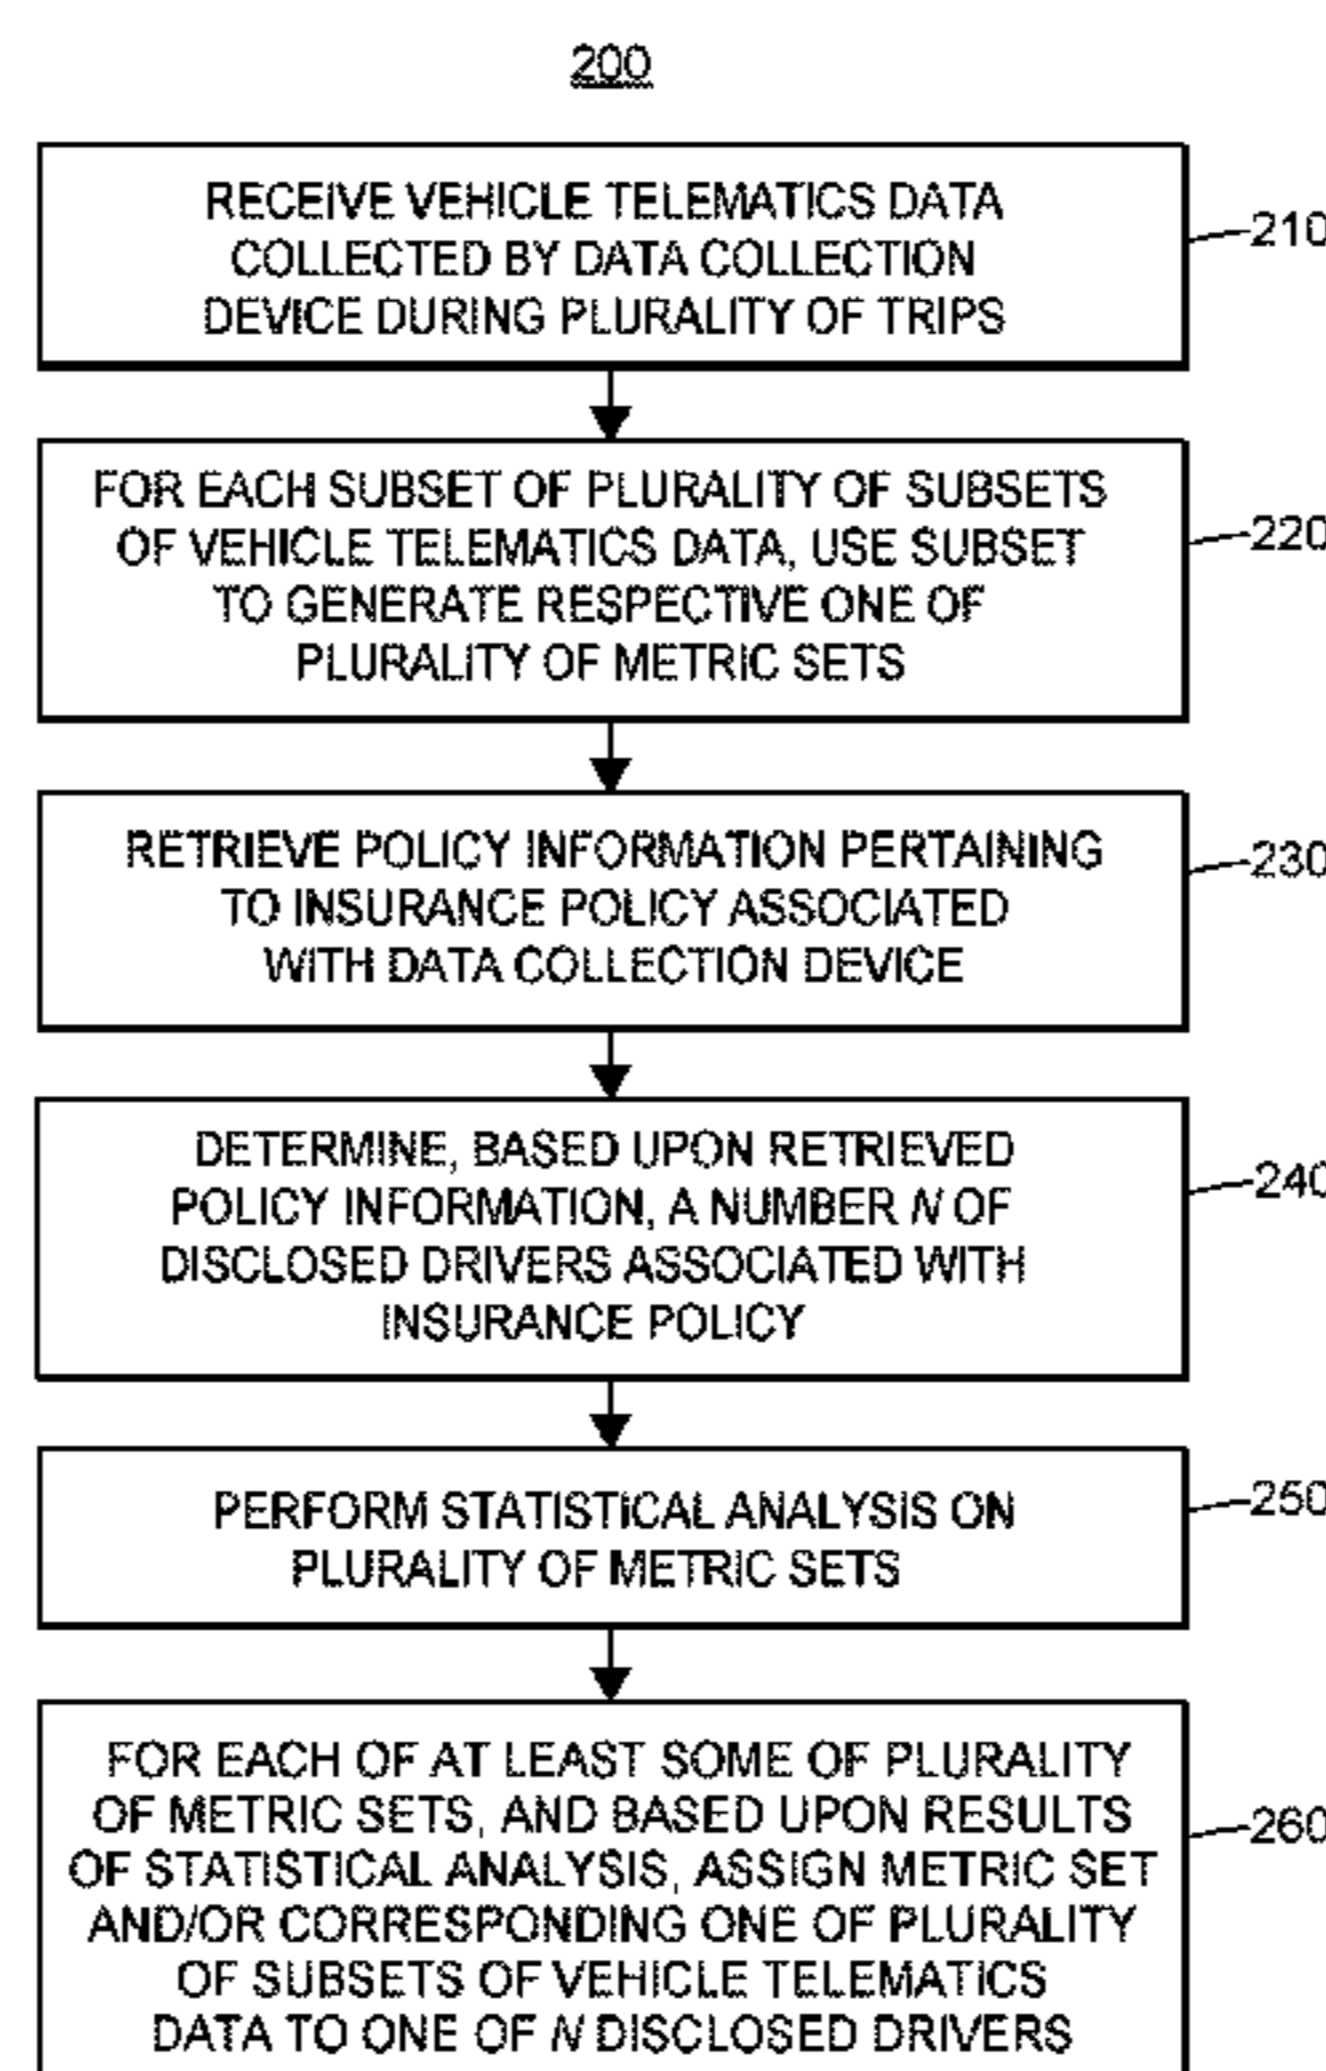 200
RECEIVE VEHICLE TELEMATICS DATA
COLLECTED BY DATA COLLECTION
DEVICE DURING PLURALITY OF TRIPS
210
FOR EACH SUBSET OF PLURALITY OF SUBSETS
OF VEHICLE TELEMATICS DATA, USE SUBSET
TO GENERATE RESPECTIVE ONE OF
PLURALITY OF METRIC SETS
220
RETRIEVE POLICY INFORMATION PERTAINING
TO INSURANCE POLICY ASSOCIATED
WITH DATA COLLECTION DEVICE
230
DETERMINE, BASED UPON RETRIEVED
POLICY INFORMATION, A NUMBER N OF
DISCLOSED DRIVERS ASSOCIATED WITH
INSURANCE POLICY
240
PERFORM STATISTICAL ANALYSIS ON
PLURALITY OF METRIC SETS
250
FOR EACH OF AT LEAST SOME OF PLURALITY
OF METRIC SETS, AND BASED UPON RESULTS
OF STATISTICAL ANALYSIS, ASSIGN METRIC SET
AND/OR CORRESPONDING ONE OF PLURALITY
OF SUBSETS OF VEHICLE TELEMATICS
DATA TO ONE OF N DISCLOSED DRIVERS
260